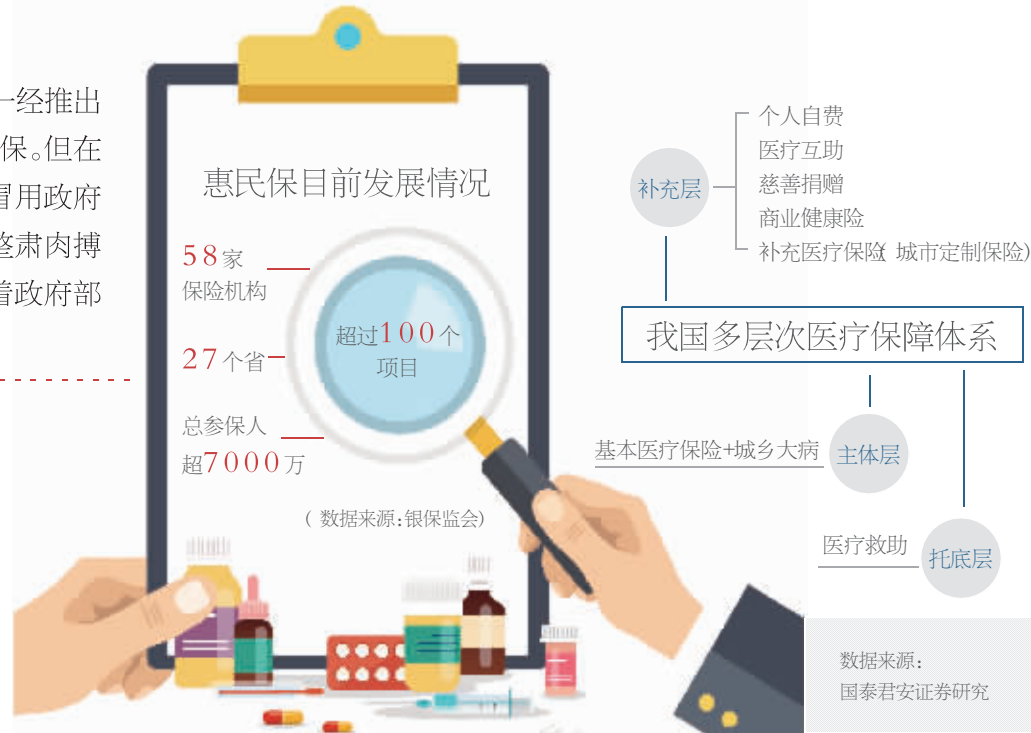 一经推出
保。但在
冒用政府
整肃肉搏
着政府部
惠民保目前发展情况
58家
保险机构
27个省
总参保人
超7000万
超过100个
项目
( 数据来源:银保监会)
补充层
个人自费
医疗互助
慈善捐赠
商业健康险
补充医疗保险( 城市定制保险)
我国多层次医疗保障体系
基本医疗保险+城乡大病
主体层
医疗救助
托底层
数据来源:
国泰君安证券研究